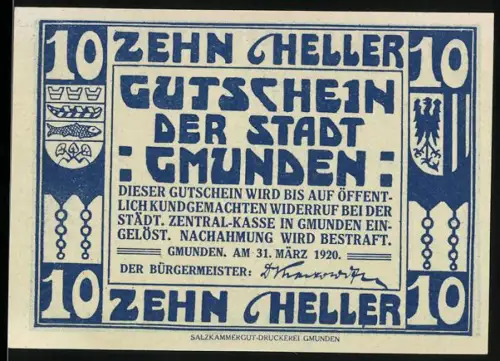 10 ZEHN HELLER 10
GUTSCHEIN
DER STADT
: GMUNDEN :
DIESER GUTSCHEIN WIRD BIS AUF ÖFFENT-
LICH KUNDGEMACHTEN WIDERRUF BEI DER
STÄDT. ZENTRAL-KASSE IN GMUNDEN EIN-
GELÖST. NACHAHMUNG WIRD BESTRAFT.
GMUNDEN. AM 31. MÄRZ 1920.
DER BÜRGERMEISTER:
10 ZEHN HELLER 10
SALZKAMMERGUT-DRUCKEREI GMUNDEN